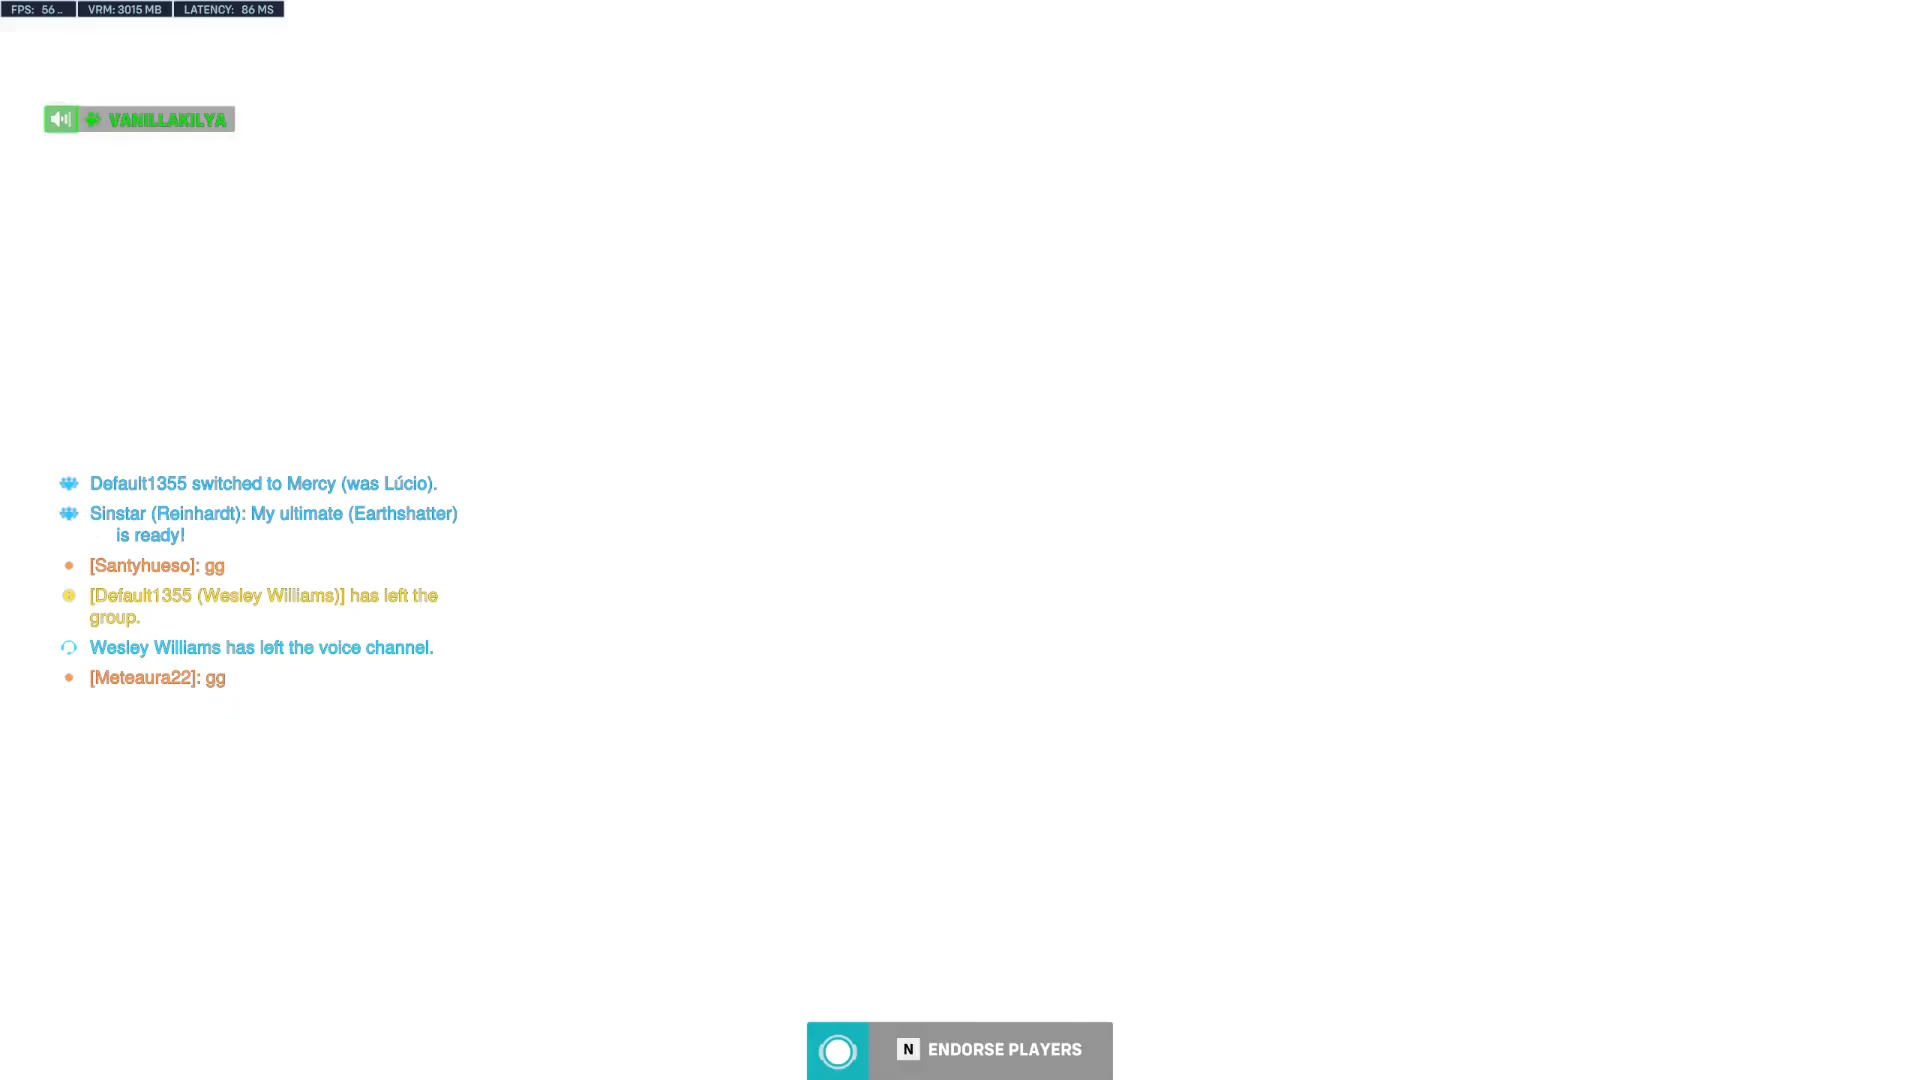 FPS: 56 ..  VRM: 3015 MB  LATENCY: 86 MS
VANILLAKILYA
Default1355 switched to Mercy (was Lúcio).
Sinstar (Reinhardt): My ultimate (Earthshatter)
is ready!
[Santyhueso]: gg
[Default1355 (Wesley Williams)] has left the
group.
Wesley Williams has left the voice channel.
[Meteaura22]: gg
N ENDORSE PLAYERS